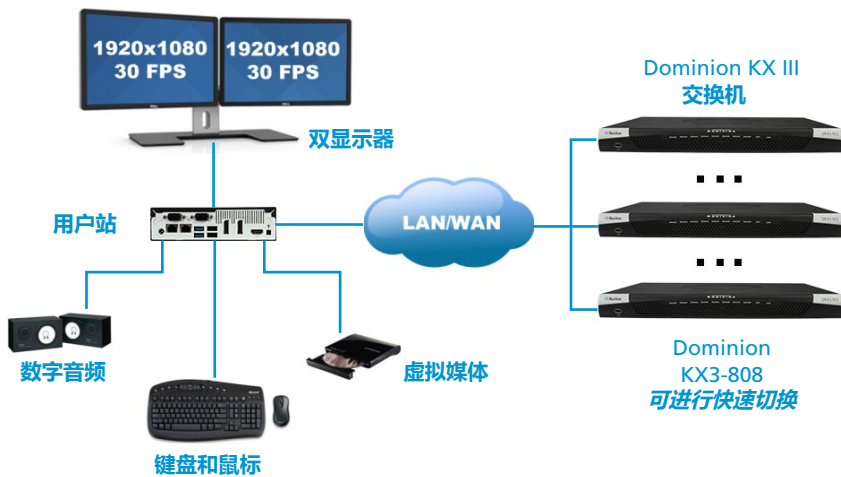 1920x1080
30 FPS
1920x1080
30 FPS
双显示器
用户站
LAN/WAN
数字音频
虚拟媒体
键盘和鼠标
Dominion KX III
交换机
Dominion
KX3-808
可进行快速切换